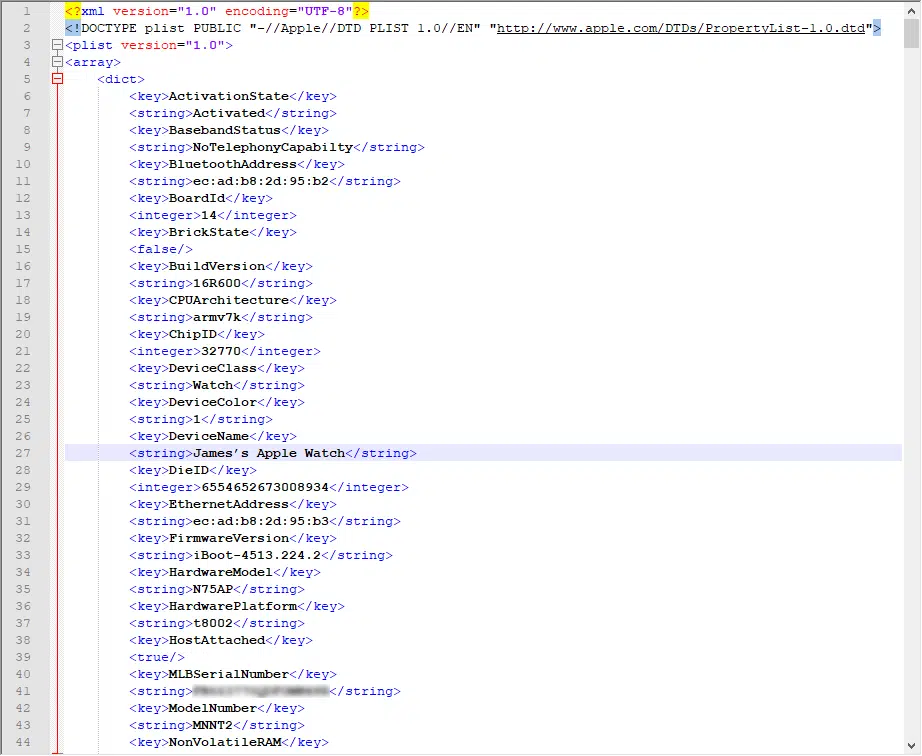 1 <?xml version="1.0" encoding="UTF-8"?>
2 <!DOCTYPE plist PUBLIC "-//Apple//DTD PLIST 1.0//EN" "http://www.apple.com/DTDs/PropertyList-1.0.dtd">
3 <plist version="1.0">
4 <array>
5 <dict>
6 <key>ActivationState</key>
7 <string>Activated</string>
8 <key>BasebandStatus</key>
9 <string>NoTelephonyCapabilty</string>
10 <key>BluetoothAddress</key>
11 <string>ec:ad:b8:2d:95:b2</string>
12 <key>BoardId</key>
13 <integer>14</integer>
14 <key>BrickState</key>
15 <false/>
16 <key>BuildVersion</key>
17 <string>16R600</string>
18 <key>CPUArchitecture</key>
19 <string>armv7k</string>
20 <key>ChipID</key>
21 <integer>32770</integer>
22 <key>DeviceClass</key>
23 <string>Watch</string>
24 <key>DeviceColor</key>
25 <string>1</string>
26 <key>DeviceName</key>
27 <string>James’s Apple Watch</string>
28 <key>DieID</key>
29 <integer>6554652673008934</integer>
30 <key>EthernetAddress</key>
31 <string>ec:ad:b8:2d:95:b3</string>
32 <key>FirmwareVersion</key>
33 <string>iBoot-4513.224.2</string>
34 <key>HardwareModel</key>
35 <string>N75AP</string>
36 <key>HardwarePlatform</key>
37 <string>t8002</string>
38 <key>HostAttached</key>
39 <true/>
40 <key>MLBSerialNumber</key>
41 <string></string>
42 <key>ModelNumber</key>
43 <string>MNNT2</string>
44 <key>NonVolatileRAM</key>